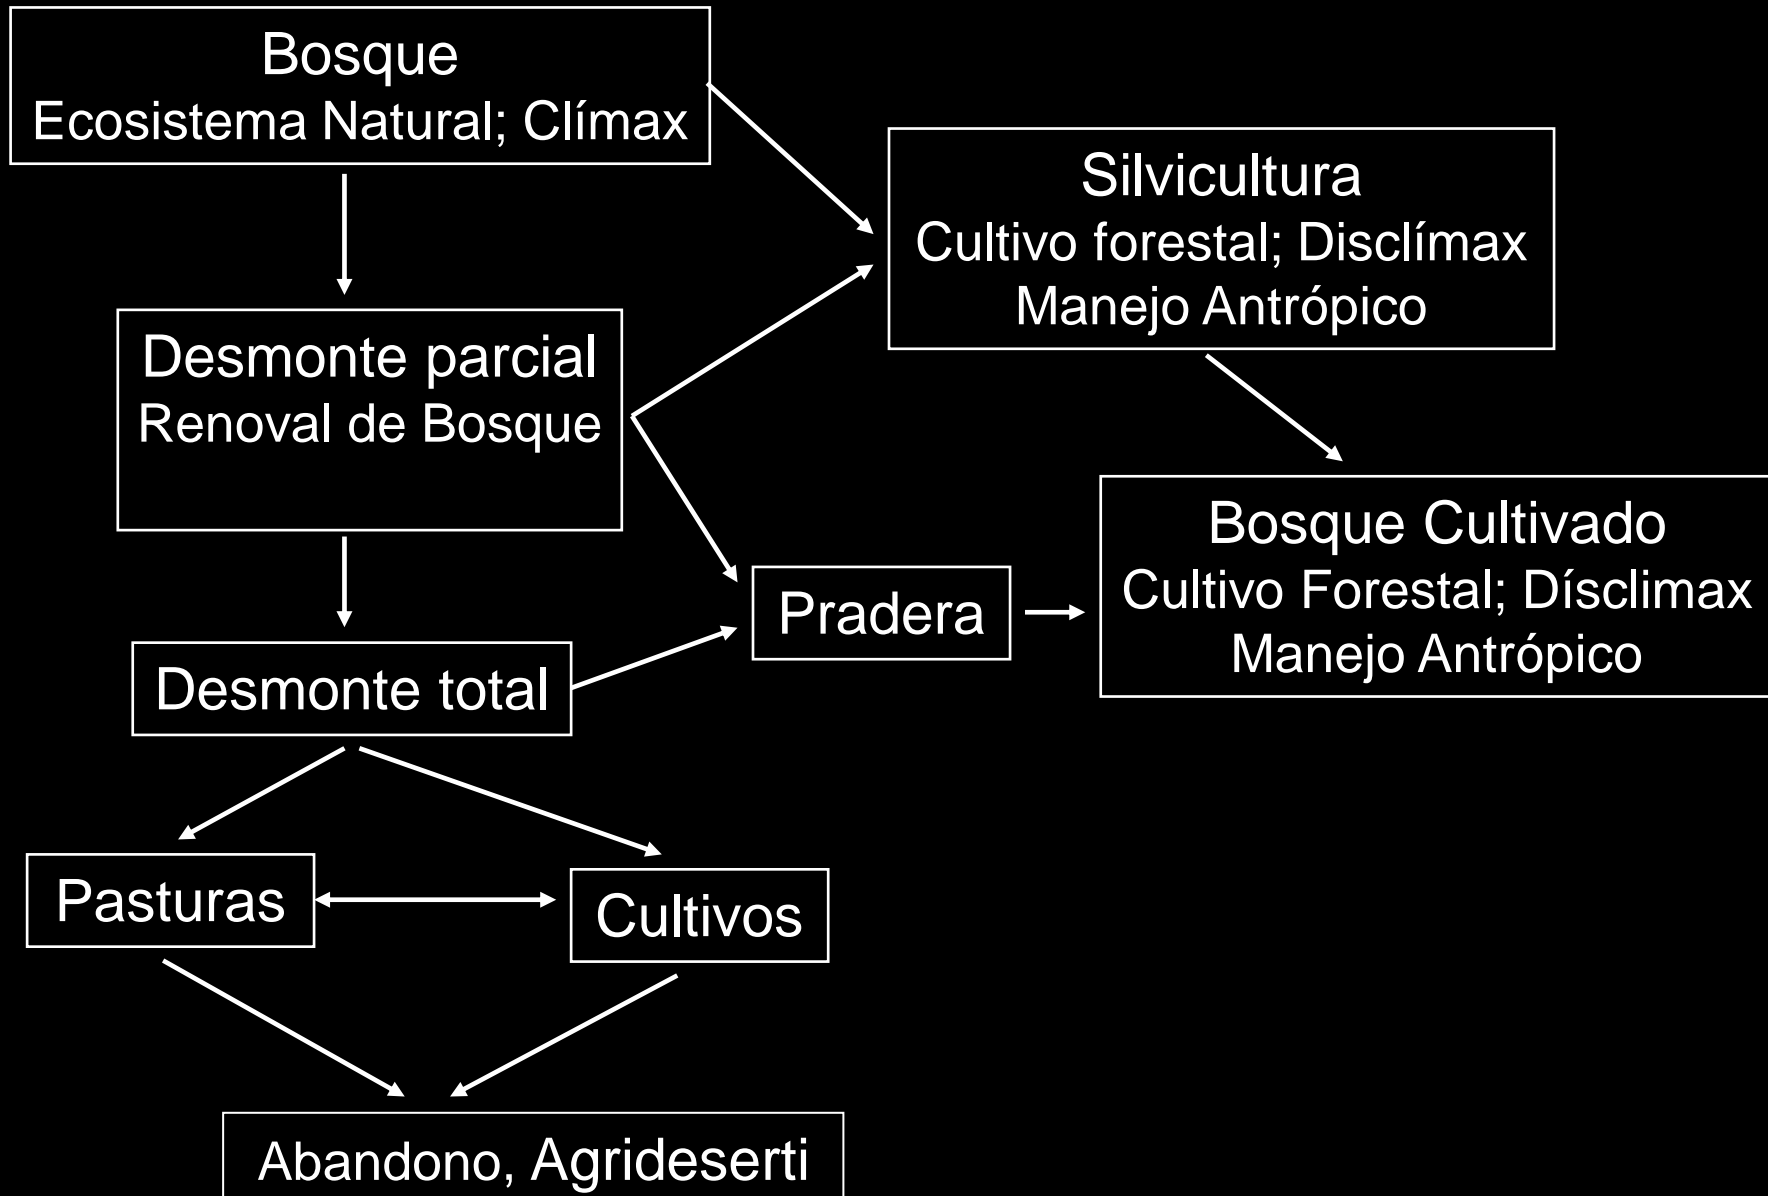 Bosque
Ecosistema Natural; Clímax
Silvicultura
Cultivo forestal; Disclímax
Manejo Antrópico
Desmonte parcial
Renoval de Bosque
Bosque Cultivado
Cultivo Forestal; Dísclimax
Manejo Antrópico
Pradera
Desmonte total
Pasturas
Cultivos
Abandono, Agrideserti